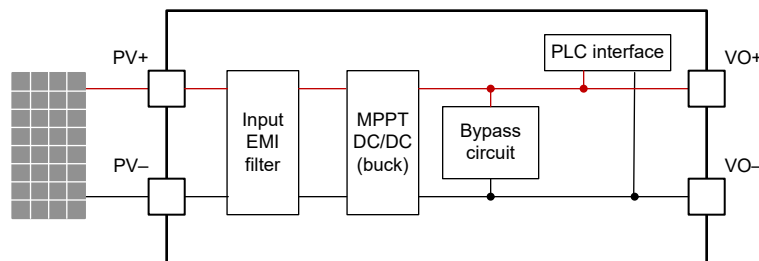 PV+
PLC interface
VO+
Input
EMI
filter
MPPT
DC/DC
(buck)
Bypass
circuit
PV–
VO–